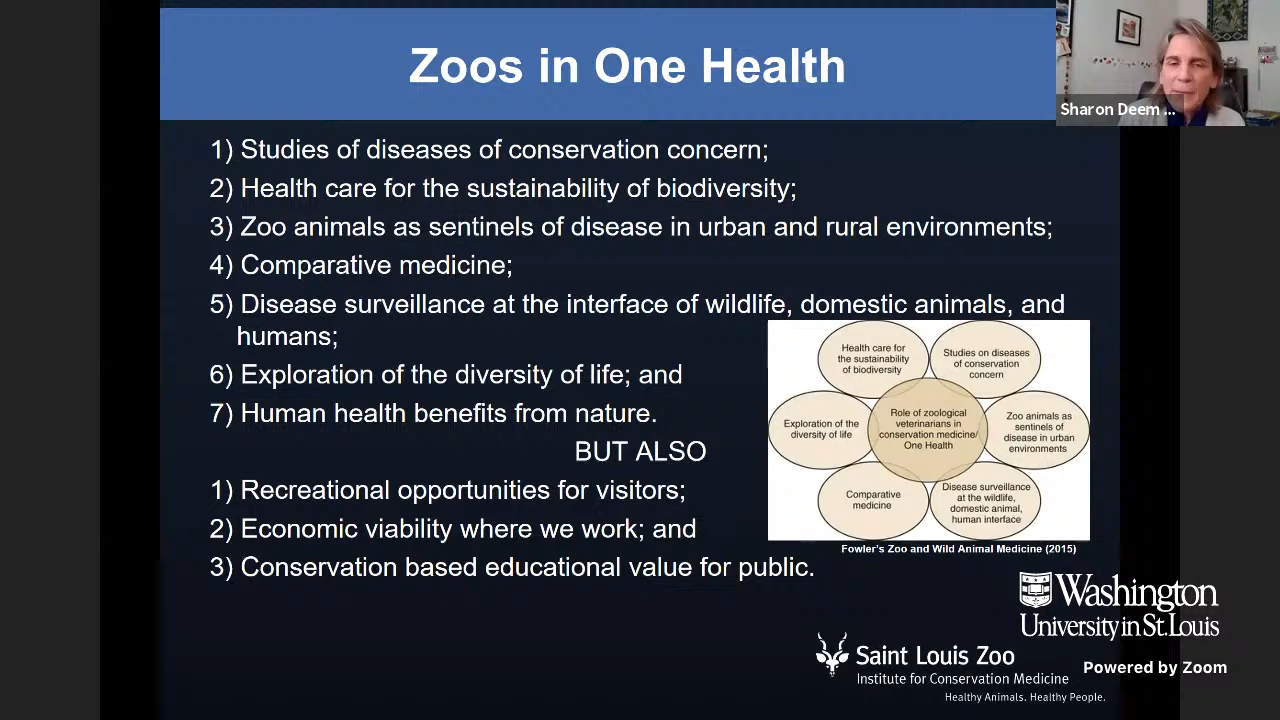 Zoos in One Health
Sharon Deem ...
1) Studies of diseases of conservation concern;
2) Health care for the sustainability of biodiversity;
3) Zoo animals as sentinels of disease in urban and rural environments;
4) Comparative medicine;
5) Disease surveillance at the interface of wildlife, domestic animals, and
humans;
6) Exploration of the diversity of life; and
7) Human health benefits from nature.
BUT ALSO
1) Recreational opportunities for visitors;
2) Economic viability where we work; and
3) Conservation based educational value for public.
Health care for
the sustainability
of biodiversity
Studies on diseases
of conservation
concern
Exploration of the
diversity of life
Role of zoological
veterinarians in
conservation medicine/
One Health
Zoo animals as
sentinels of
disease in urban
environments
Comparative
medicine
Disease surveillance
at the wildlife,
domestic animal,
human interface
Fowler's Zoo and Wild Animal Medicine (2015)
Washington
University in St. Louis
Saint Louis Zoo
Institute for Conservation Medicine
Healthy Animals. Healthy People.
Powered by Zoom